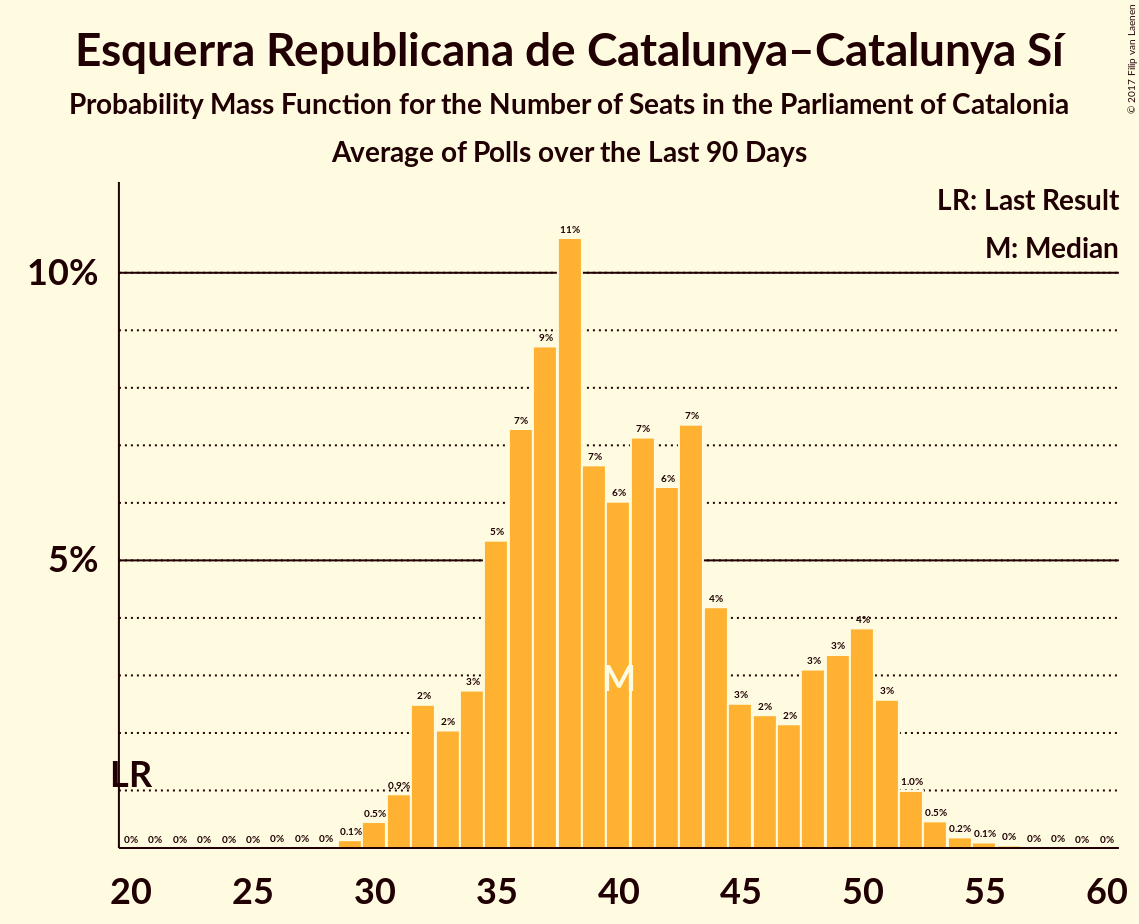 Esquerra Republicana de Catalunya–Catalunya Sí
Probability Mass Function for the Number of Seats in the Parliament of Catalonia
Average of Polls over the Last 90 Days
© 2017 Filip van Laenen
LR: Last Result
M: Median
10%
5%
LR
M
0% 0% 0% 0% 0% 0% 0% 0% 0% 0.1% 0.5% 0.9% 2% 2% 3% 5% 7% 9% 11% 7% 6% 7% 6% 7% 4% 3% 2% 2% 3% 3% 4% 3% 1.0% 0.5% 0.2% 0.1% 0% 0% 0% 0% 0%
20 25 30 35 40 45 50 55 60